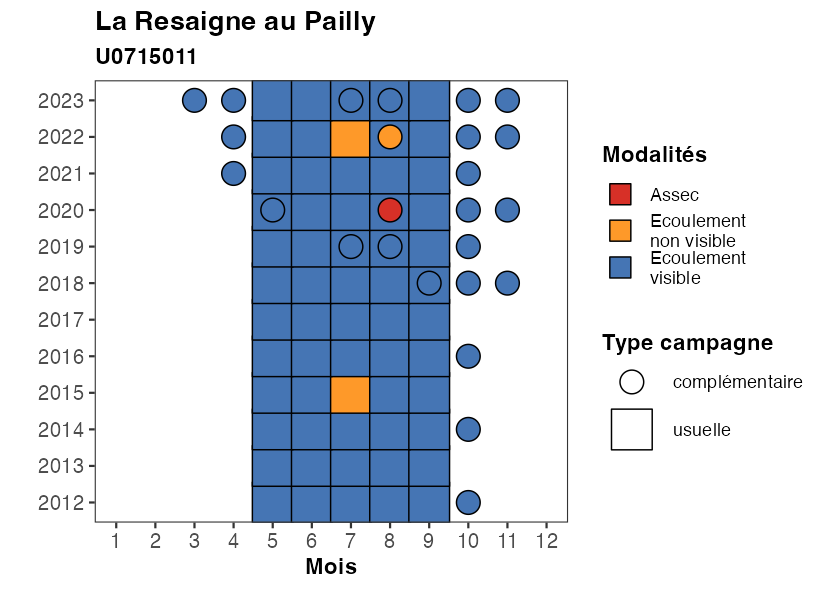 La Resaigne au Pailly
U0715011
2023
2022
2021
2020
2019
2018
2017
2016
2015
2014
2013
2012
1 2 3 4 5 6 7 8 9 10 11 12
Mois
Modalités
Assec
Ecoulement
non visible
Ecoulement
visible
Type campagne
complémentaire
usuelle